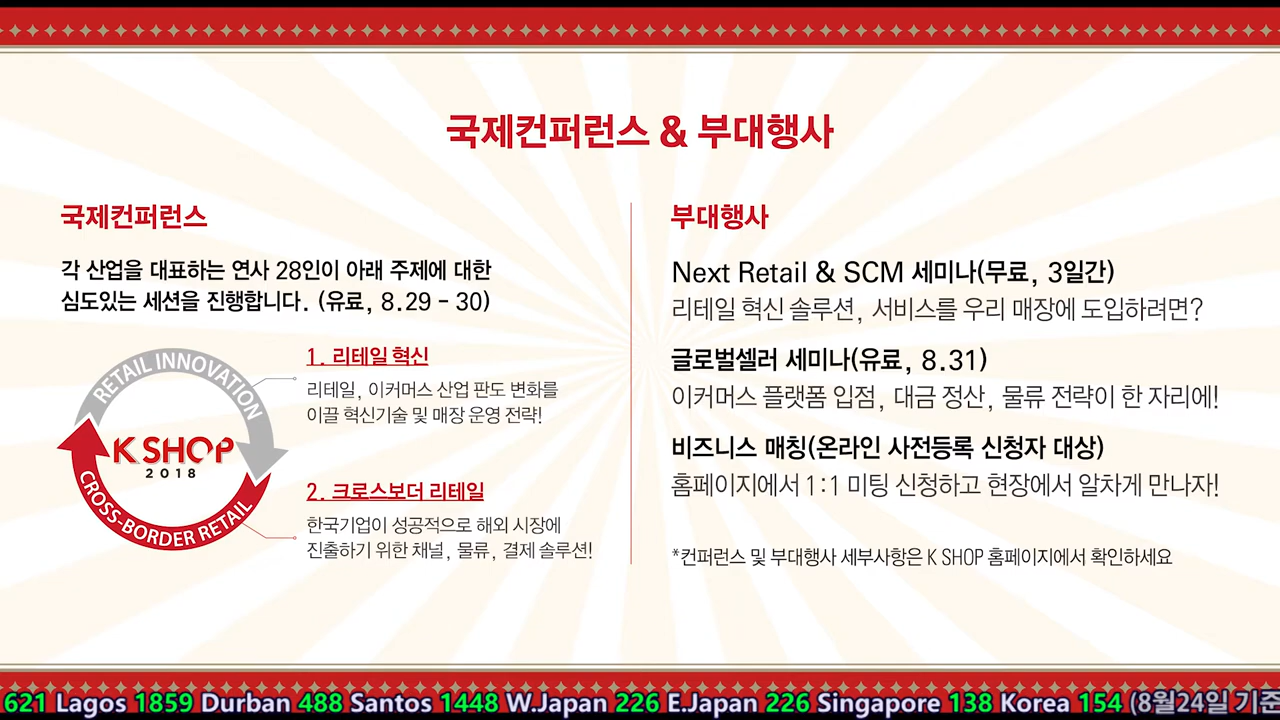 국제컨퍼런스 & 부대행사
국제컨퍼런스
각 산업을 대표하는 연사 28인이 아래 주제에 대한
심도있는 세션을 진행합니다. (유료, 8.29 - 30)
RETAIL INNOVATION
K SHOP
2018
CROSS-BORDER RETAIL
1. 리테일 혁신
리테일, 이커머스 산업 판도 변화를
이끌 혁신기술 및 매장 운영 전략!
2. 크로스보더 리테일
한국기업이 성공적으로 해외 시장에
진출하기 위한 채널, 물류, 결제 솔루션!
부대행사
Next Retail & SCM 세미나(무료, 3일간)
리테일 혁신 솔루션, 서비스를 우리 매장에 도입하려면?
글로벌셀러 세미나(유료, 8.31)
이커머스 플랫폼 입점, 대금 정산, 물류 전략이 한 자리에!
비즈니스 매칭(온라인 사전등록 신청자 대상)
홈페이지에서 1:1 미팅 신청하고 현장에서 알차게 만나자!
*컨퍼런스 및 부대행사 세부사항은 K SHOP 홈페이지에서 확인하세요
621 Lagos 1859 Durban 488 Santos 1448 W.Japan 226 E.Japan 226 Singapore 138 Korea 154 (8월24일 기준